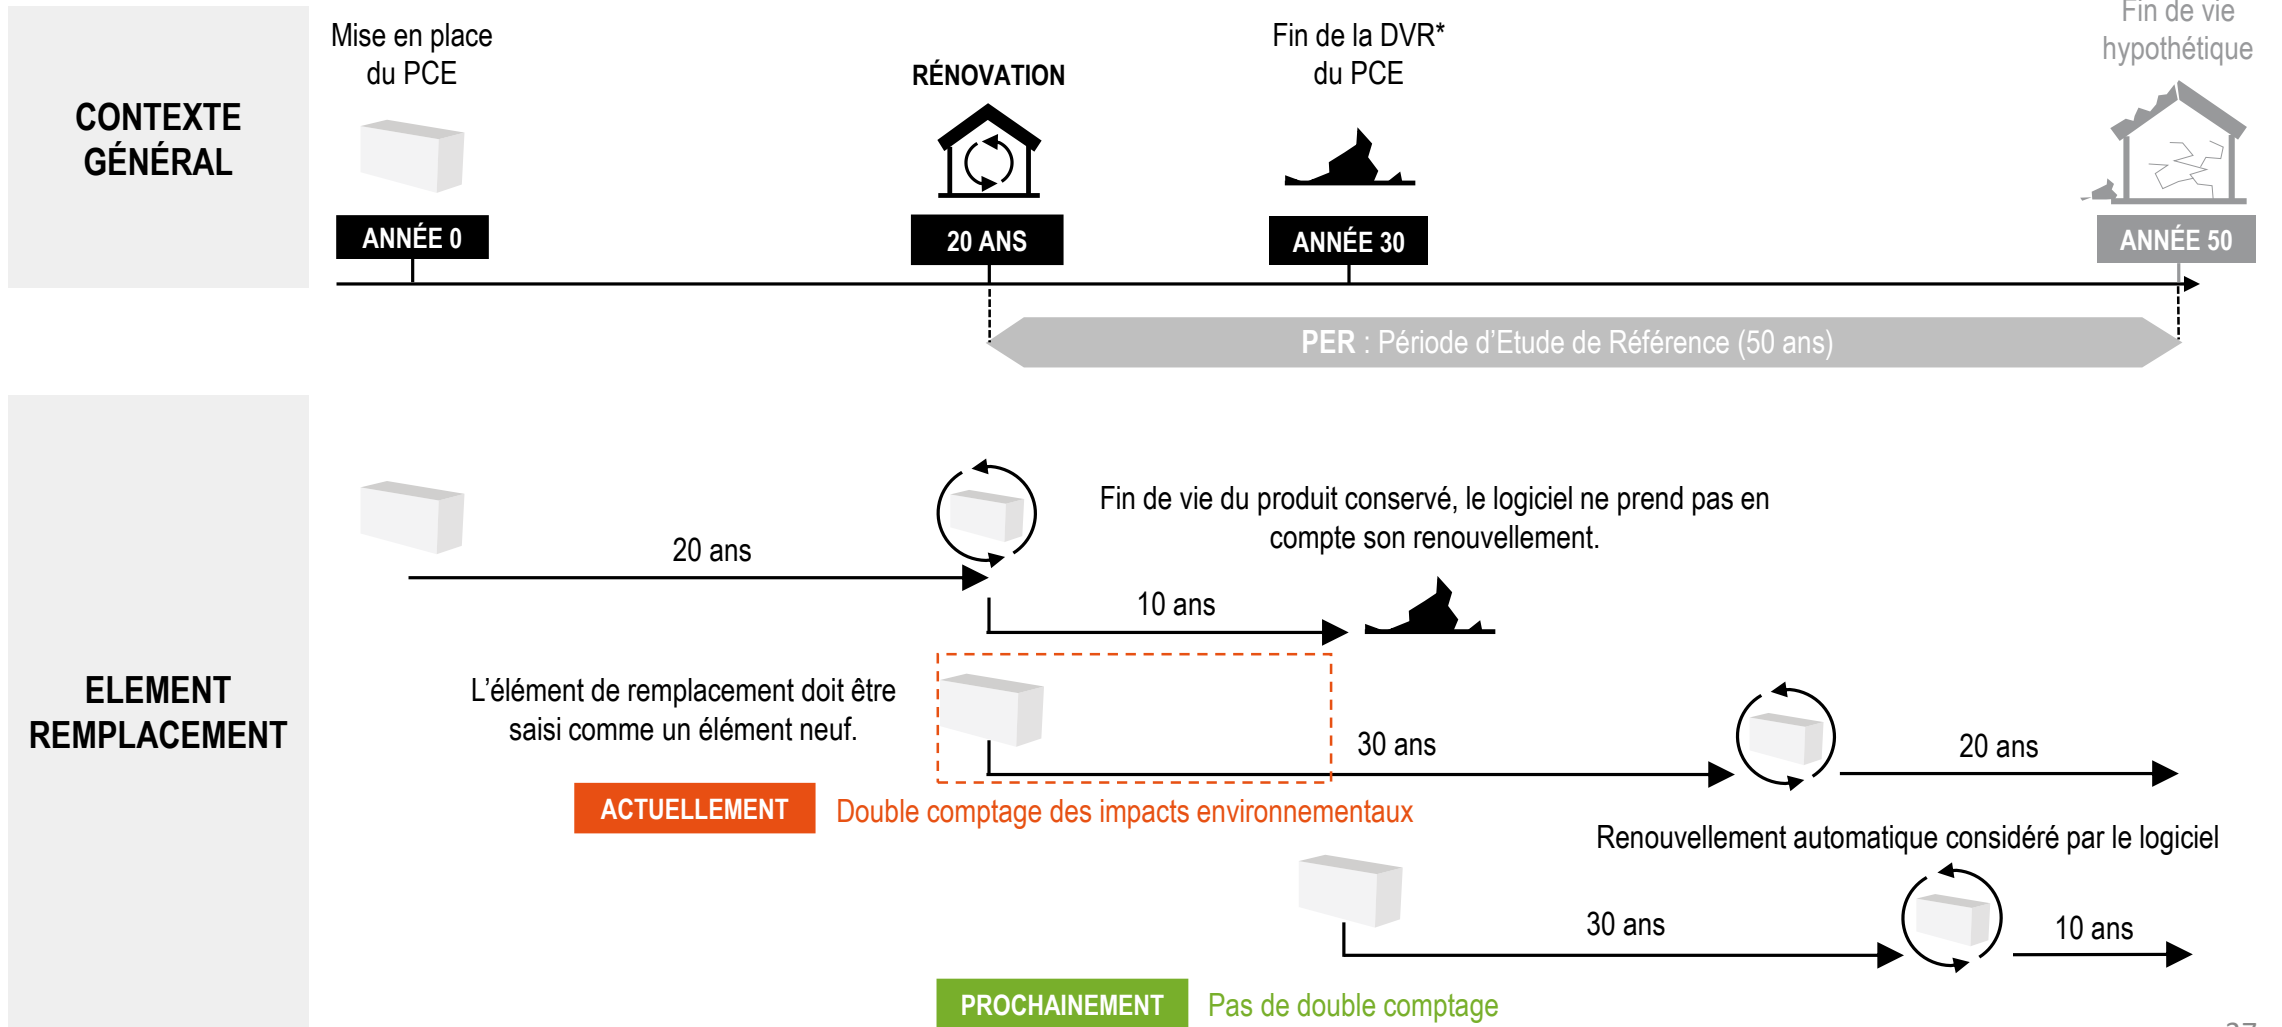 CONTEXTE
GÉNÉRAL
Mise en place
du PCE
ANNÉE 0
RÉNOVATION
20 ANS
Fin de la DVR*
du PCE
ANNÉE 30
Fin de vie
hypothétique
ANNÉE 50
PER : Période d'Etude de Référence (50 ans)
ELEMENT
REMPLACEMENT
20 ans
Fin de vie du produit conservé, le logiciel ne prend pas en
compte son renouvellement.
10 ans
L'élément de remplacement doit être
saisi comme un élément neuf.
30 ans
20 ans
ACTUELLEMENT
Double comptage des impacts environnementaux
Renouvellement automatique considéré par le logiciel
30 ans
10 ans
PROCHAINEMENT
Pas de double comptage